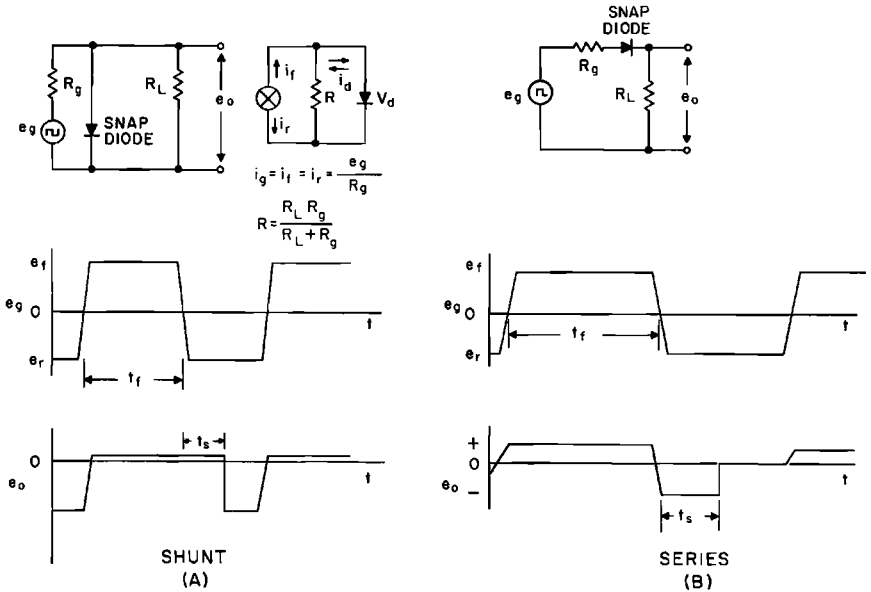 SNAP
DIODE
R_g
R_L
e_o
e_g
SNAP
DIODE
i_f
i_r
R
i_d
V_d
i_g = i_f = i_r = e_g / R_g
R = R_L R_g / R_L + R_g
R_g
R_L
e_o
e_g
e_f
e_g 0
e_r
t
t_f
e_f
e_g 0
e_r
t
t_f
0
e_o
t_s
t
+
0
e_o
-
t_s
t
SHUNT
(A)
SERIES
(B)